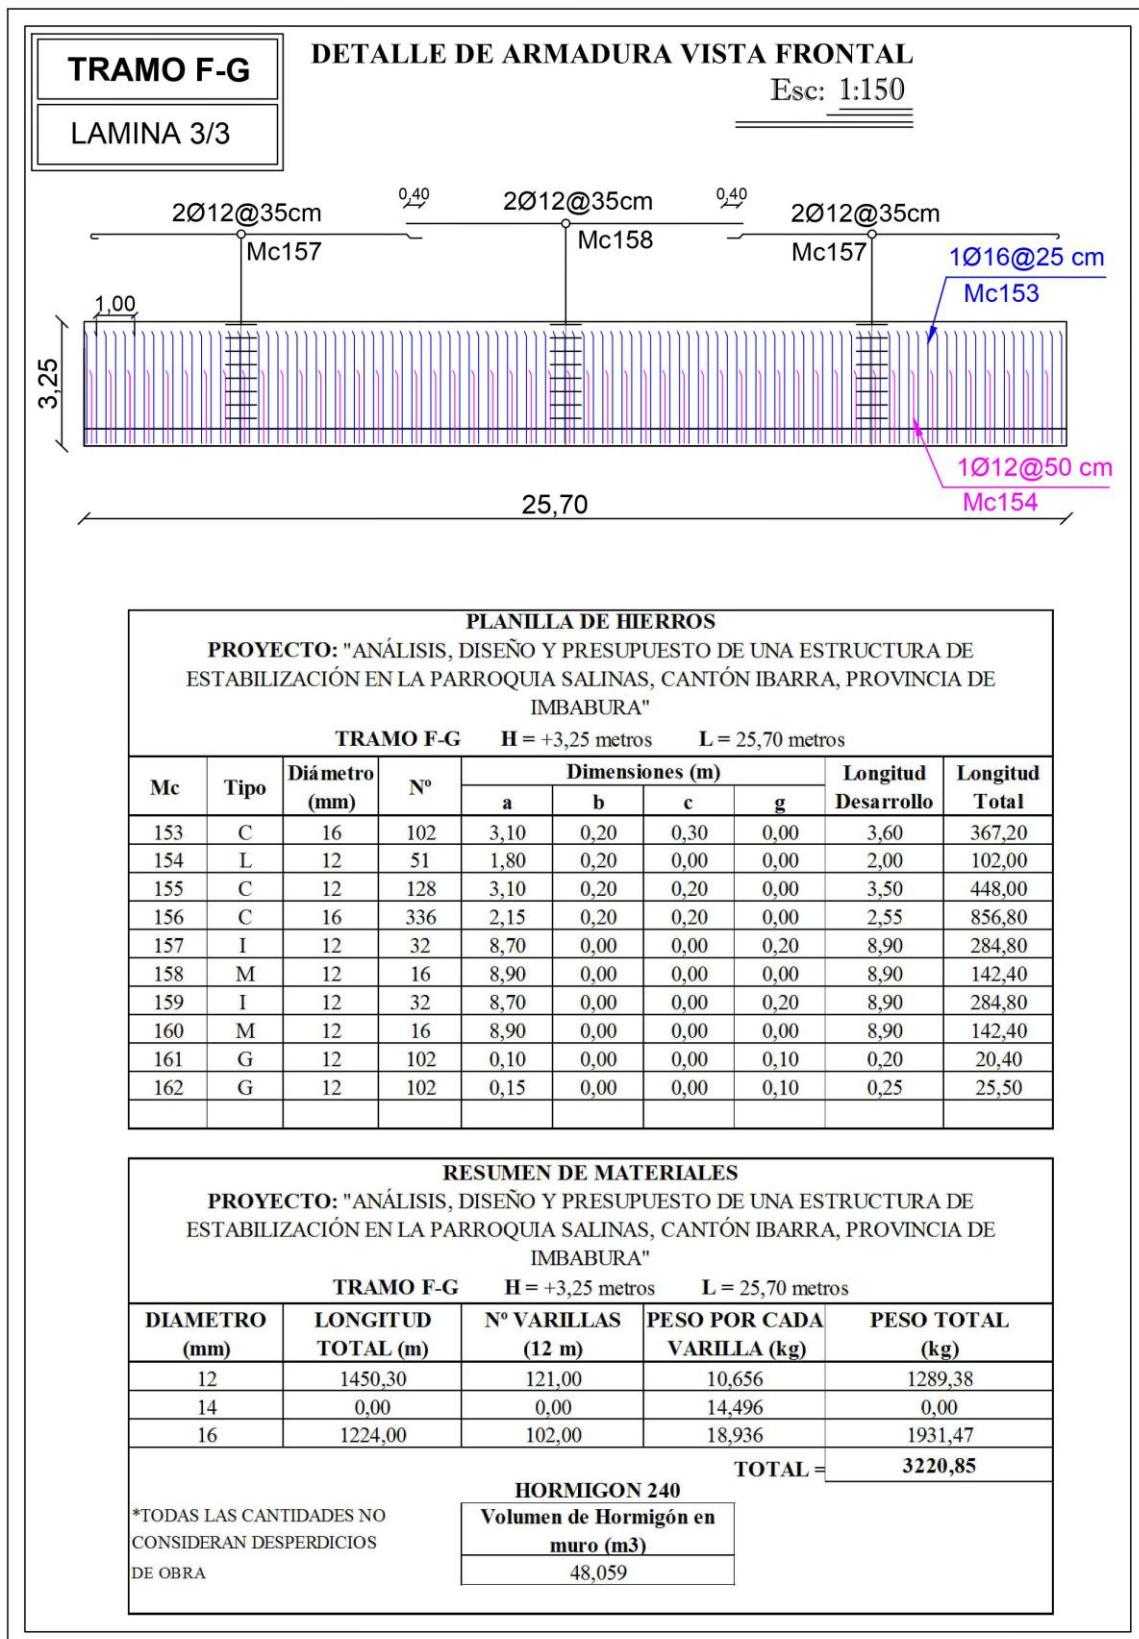 TRAMO F-G
LAMINA 3/3
DETALLE DE ARMADURA VISTA FRONTAL
Esc: 1:150
2Ø12@35cm
Mc157
0,40
2Ø12@35cm
Mc158
0,40
2Ø12@35cm
Mc157
1Ø16@25 cm
Mc153
1,00
3,25
1Ø12@50 cm
Mc154
25,70
PLANILLA DE HIERROS
PROYECTO: "ANÁLISIS, DISEÑO Y PRESUPUESTO DE UNA ESTRUCTURA DE
ESTABILIZACIÓN EN LA PARROQUIA SALINAS, CANTÓN IBARRA, PROVINCIA DE
IMBABURA"
TRAMO F-G H = +3,25 metros L = 25,70 metros
Mc Tipo Diámetro (mm) Nº Dimensiones (m) Longitud Desarrollo Longitud Total
a b c g
153 C 16 102 3,10 0,20 0,30 0,00 3,60 367,20
154 L 12 51 1,80 0,20 0,00 0,00 2,00 102,00
155 C 12 128 3,10 0,20 0,20 0,00 3,50 448,00
156 C 16 336 2,15 0,20 0,20 0,00 2,55 856,80
157 I 12 32 8,70 0,00 0,00 0,20 8,90 284,80
158 M 12 16 8,90 0,00 0,00 0,00 8,90 142,40
159 I 12 32 8,70 0,00 0,00 0,20 8,90 284,80
160 M 12 16 8,90 0,00 0,00 0,00 8,90 142,40
161 G 12 102 0,10 0,00 0,00 0,10 0,20 20,40
162 G 12 102 0,15 0,00 0,00 0,10 0,25 25,50
RESUMEN DE MATERIALES
PROYECTO: "ANÁLISIS, DISEÑO Y PRESUPUESTO DE UNA ESTRUCTURA DE
ESTABILIZACIÓN EN LA PARROQUIA SALINAS, CANTÓN IBARRA, PROVINCIA DE
IMBABURA"
TRAMO F-G H = +3,25 metros L = 25,70 metros
DIAMETRO LONGITUD Nº VARILLAS PESO POR CADA PESO TOTAL
(mm) TOTAL (m) (12 m) VARILLA (kg) (kg)
12 1450,30 121,00 10,656 1289,38
14 0,00 0,00 14,496 0,00
16 1224,00 102,00 18,936 1931,47
TOTAL = 3220,85
HORMIGON 240
*TODAS LAS CANTIDADES NO
CONSIDERAN DESPERDICIOS
DE OBRA
Volumen de Hormigón en
muro (m3)
48,059